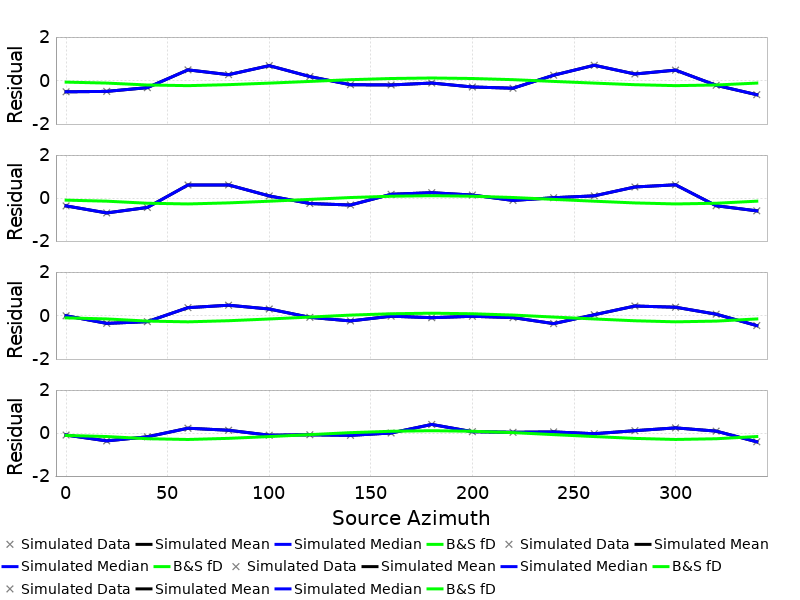 2
Residual
0
-2
2
Residual
0
-2
2
Residual
0
-2
2
Residual
0
-2
0 50 100 150 200 250 300
Source Azimuth
Simulated Data Simulated Mean Simulated Median B&S fD Simulated Data Simulated Mean
Simulated Median B&S fD Simulated Data Simulated Mean Simulated Median B&S fD
Simulated Data Simulated Mean Simulated Median B&S fD